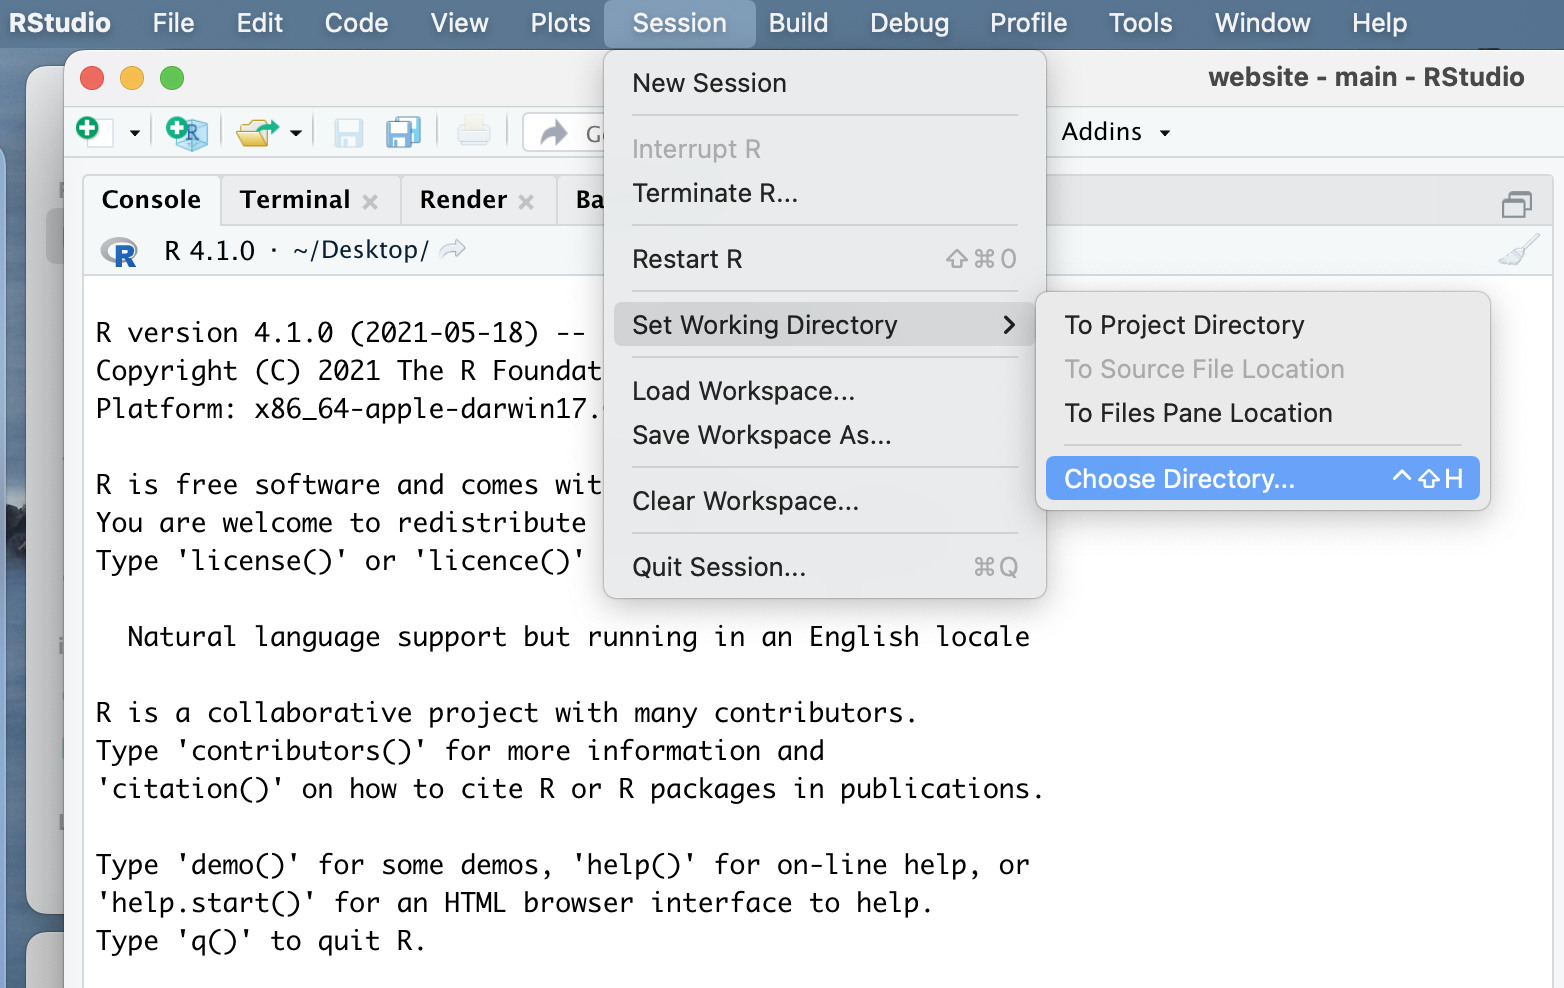 RStudio File Edit Code View Plots Session Build Debug Profile Tools Window Help
website - main - RStudio
Addins
Console Terminal Render Ba
R 4.1.0 · ~/Desktop/
New Session
Interrupt R
Terminate R...
Restart R ⇧⌘0
Set Working Directory
Load Workspace...
Save Workspace As...
Clear Workspace...
Quit Session... ⌘Q
To Project Directory
To Source File Location
To Files Pane Location
Choose Directory... ^⇧H
R version 4.1.0 (2021-05-18) --
Copyright (C) 2021 The R Foundat
Platform: x86_64-apple-darwin17.
R is free software and comes wit
You are welcome to redistribute
Type 'license()' or 'licence()'
Natural language support but running in an English locale
R is a collaborative project with many contributors.
Type 'contributors()' for more information and
'citation()' on how to cite R or R packages in publications.
Type 'demo()' for some demos, 'help()' for on-line help, or
'help.start()' for an HTML browser interface to help.
Type 'q()' to quit R.